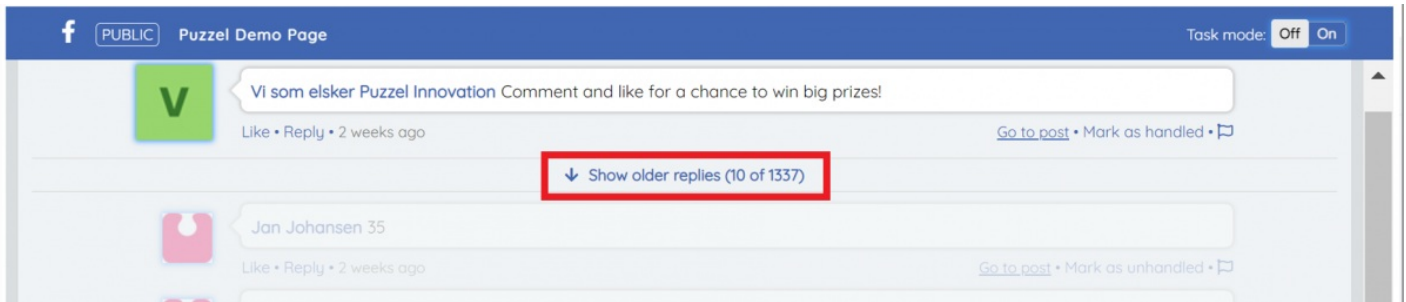 f PUBLIC Puzzel Demo Page Task mode: Off On
V
Vi som elsker Puzzel Innovation Comment and like for a chance to win big prizes!
Like • Reply • 2 weeks ago Go to post • Mark as handled •
Show older replies (10 of 1337)
Jan Johansen 35
Like • Reply • 2 weeks ago Go to post • Mark as unhandled •